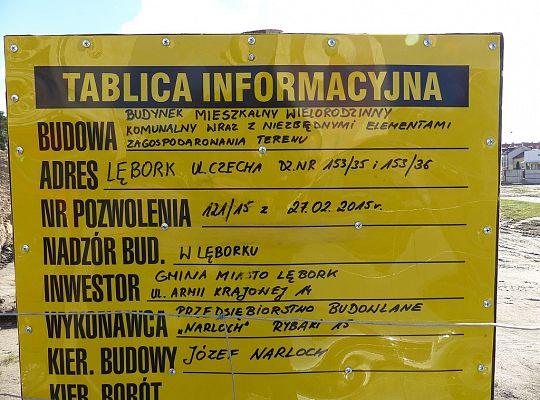 TABLICA INFORMACYJNA
BUDYNEK MIESZKALNY WIELORODZINNY
BUDOWA KOMUNALNY WRAZ Z NIEZBĘDNYMI ELEMENTAMI
ZAGOSPODAROWANIA TERENU
ADRES LĘBORK UL. CZECHA DZ.NR 153/35 i 153/36
NR POZWOLENIA 121/15 z 27.02.2015r.
NADZÓR BUD. W LĘBORKU
GMINA MIASTO LĘBORK
INWESTOR UL. ARMII KRAJOWEJ 14
PRZEDSIĘBIORSTWO BUDOWLANE
WYKONAWCA "NARLOCH" RYBAKI 15
KIER. BUDOWY JÓZEF NARLOCH
KIER. ROBÓT